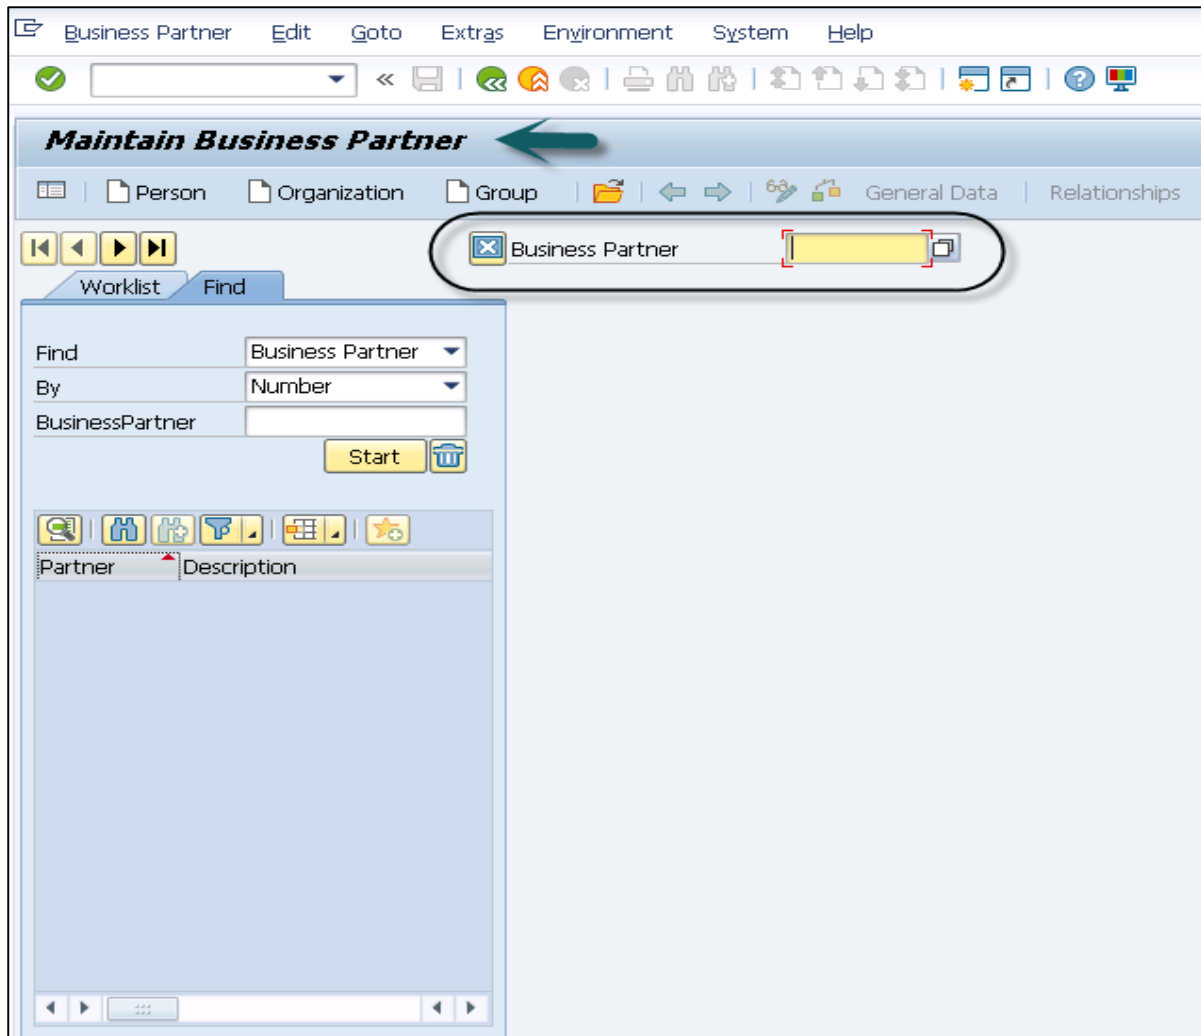 Business Partner Edit Goto Extras Environment System Help
Maintain Business Partner
Person Organization Group General Data Relationships
Business Partner
Worklist Find
Find Business Partner
By Number
BusinessPartner
Start
Partner Description